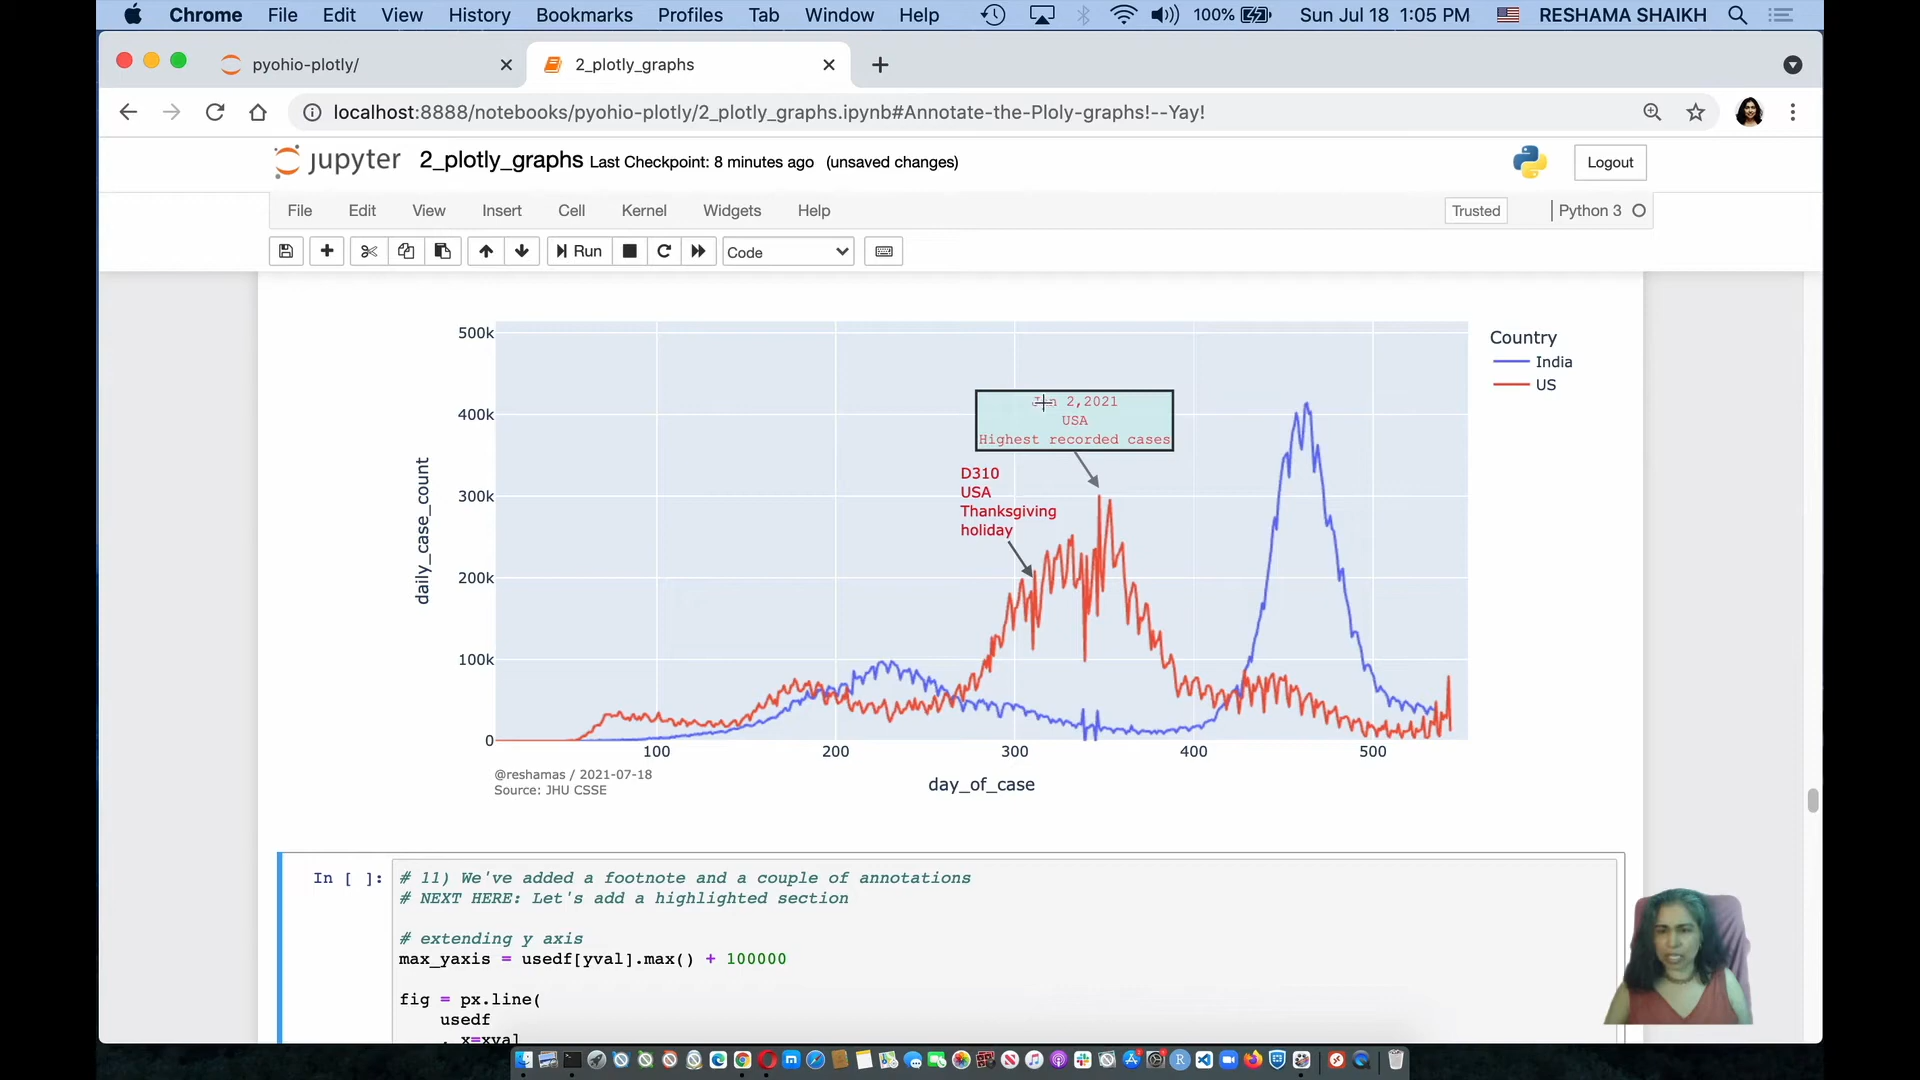 Chrome File Edit View History Bookmarks Profiles Tab Window Help 100% Sun Jul 18 1:05 PM RESHAMA SHAIKH
pyohio-plotly/ 2_plotly_graphs
localhost:8888/notebooks/pyohio-plotly/2_plotly_graphs.ipynb#Annotate-the-Ploly-graphs!--Yay!
jupyter 2_plotly_graphs Last Checkpoint: 8 minutes ago (unsaved changes) Logout
File Edit View Insert Cell Kernel Widgets Help Trusted Python 3
Run Code
500k
400k
300k
200k
100k
0
daily_case_count
Country
India
US
Jan 2,2021
USA
Highest recorded cases
D310
USA
Thanksgiving
holiday
100 200 300 400 500
@reshamas / 2021-07-18
Source: JHU CSSE
day_of_case
In [ ]:
# 11) We've added a footnote and a couple of annotations
# NEXT HERE: Let's add a highlighted section
# extending y axis
max_yaxis = usedf[yval].max() + 100000
fig = px.line(
usedf
, x=xval